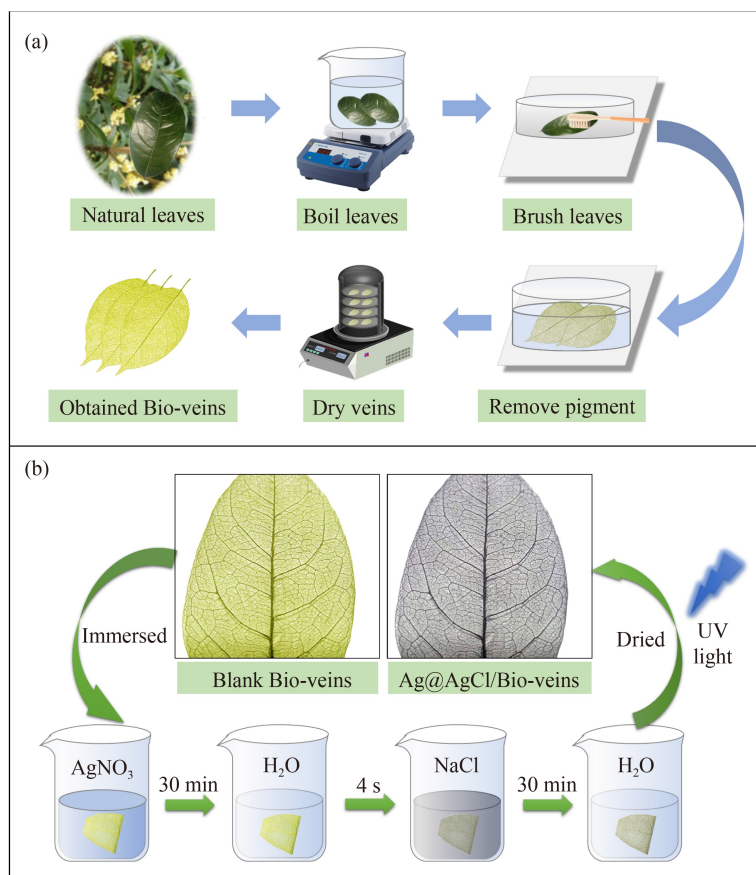 (a)
Natural leaves
Boil leaves
Brush leaves
Obtained Bio-veins
Dry veins
Remove pigment
(b)
Immersed
Blank Bio-veins
Ag@AgCl/Bio-veins
Dried
UV
light
AgNO₃
30 min
H₂O
4 s
NaCl
30 min
H₂O